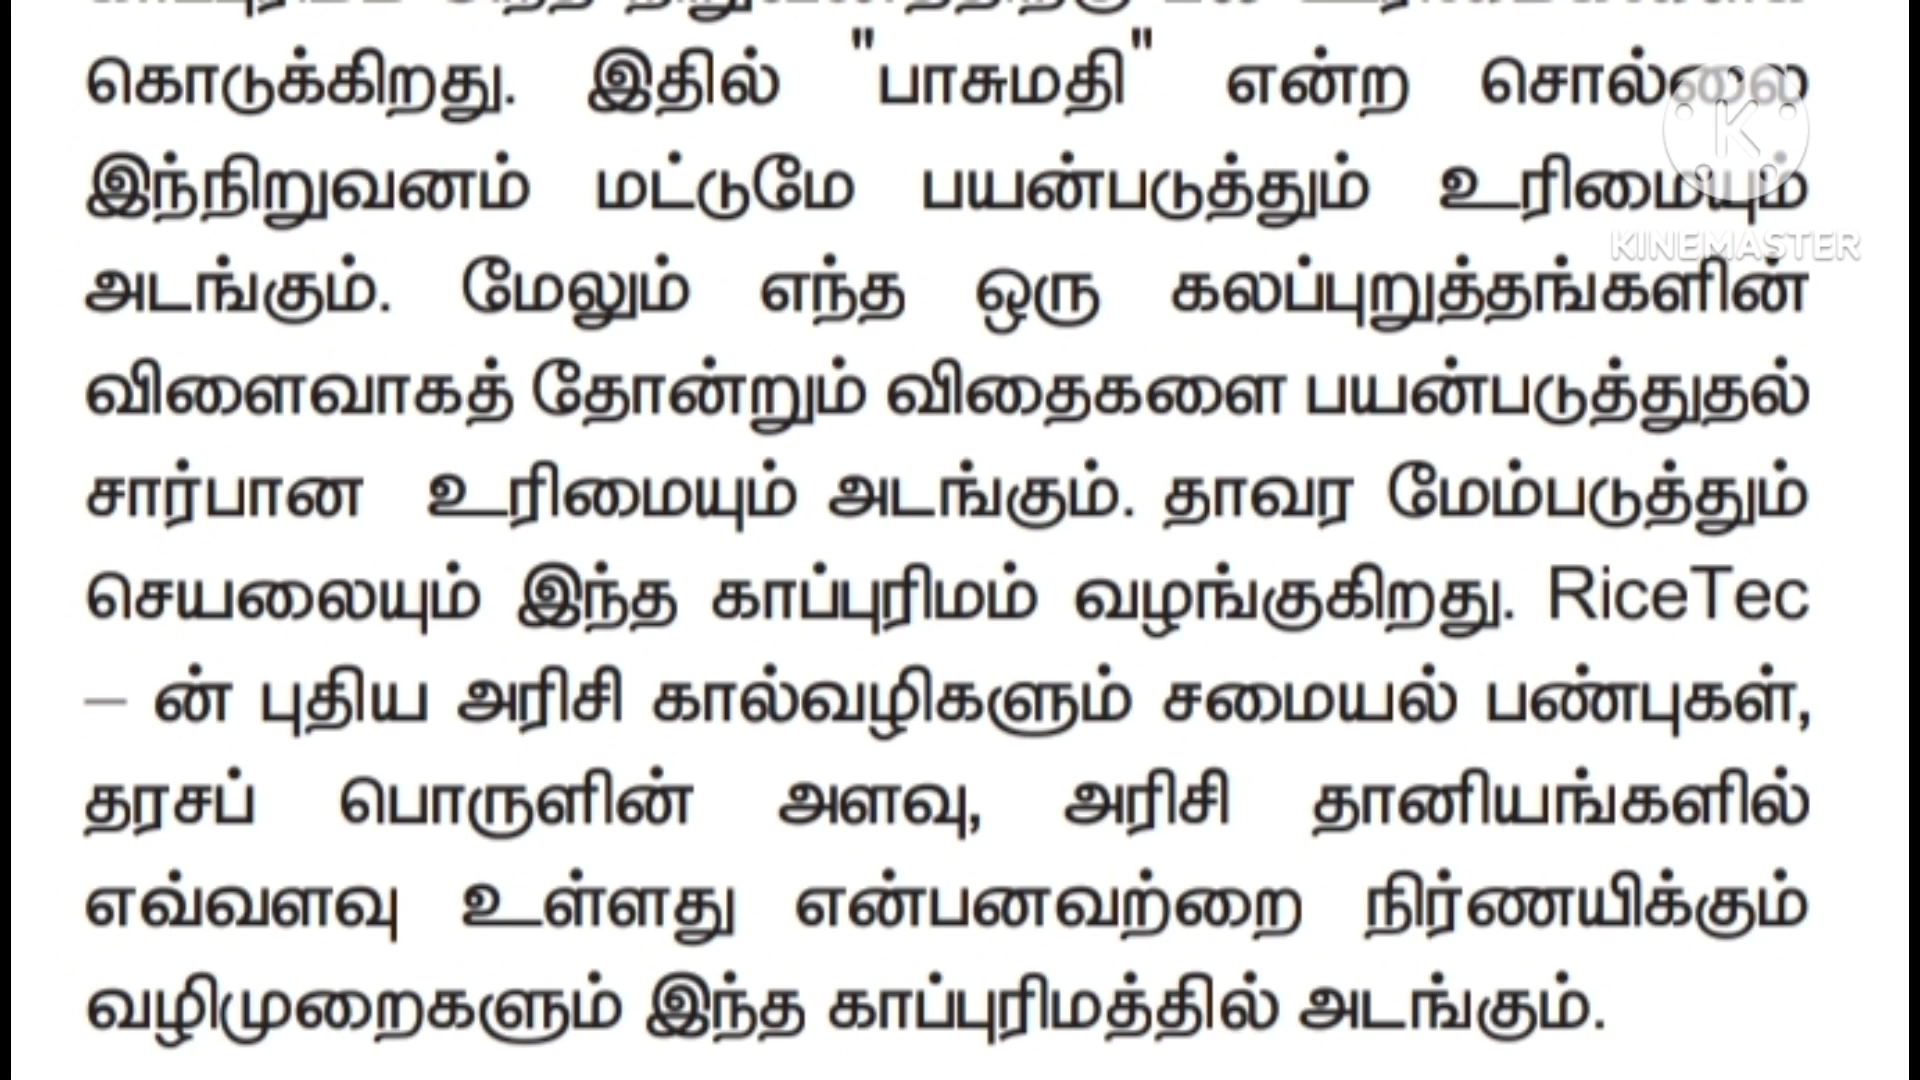 கொடுக்கிறது. இதில் "பாசுமதி" என்ற சொல்லை
இந்நிறுவனம் மட்டுமே பயன்படுத்தும் உரிமையும்
KINEMASTER
அடங்கும். மேலும் எந்த ஒரு கலப்புறுத்தங்களின்
விளைவாகத் தோன்றும் விதைகளை பயன்படுத்துதல்
சார்பான உரிமையும் அடங்கும். தாவர மேம்படுத்தும்
செயலையும் இந்த காப்புரிமம் வழங்குகிறது. RiceTec
– ன் புதிய அரிசி கால்வழிகளும் சமையல் பண்புகள்,
தரசப் பொருளின் அளவு, அரிசி தானியங்களில்
எவ்வளவு உள்ளது என்பனவற்றை நிர்ணயிக்கும்
வழிமுறைகளும் இந்த காப்புரிமத்தில் அடங்கும்.